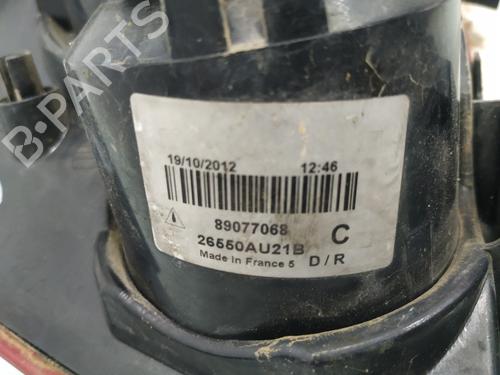 B-PARTS
19/10/2012 12:46
89077068
26550AU21B C
Made in France 5 D/R